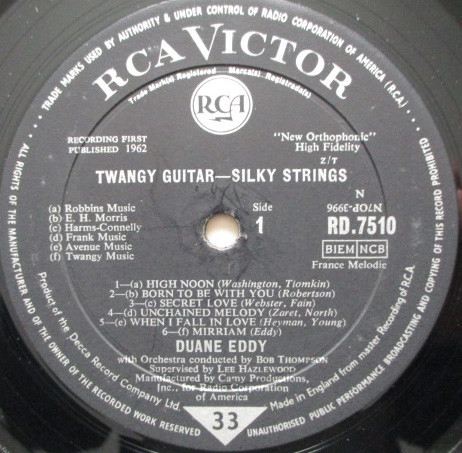 TRADE MARKS USED BY AUTHORITY & UNDER CONTROL OF RADIO CORPORATION OF AMERICA (R.C.A.)
RCA VICTOR
Trade Mark(s) Registered Marca(s) Registrada(s)
RCA
RECORDING FIRST
PUBLISHED 1962
"New Orthophonic"
High Fidelity
Z/T
TWANGY GUITAR—SILKY STRINGS
(a) Robbins Music
(b) E. H. Morris
(c) Harms-Connelly
(d) Frank Music
(e) Avenue Music
(f) Twangy Music
Side
1
N
N7OP-3996
RD.7510
BIEM NCB
France Melodie
1—(a) HIGH NOON (Washington, Tiomkin)
2—(b) BORN TO BE WITH YOU (Robertson)
3—(c) SECRET LOVE (Webster, Fain)
4—(d) UNCHAINED MELODY (Zaret, North)
5—(e) WHEN I FALL IN LOVE (Heyman, Young)
6—(f) MIRRIAM (Eddy)
DUANE EDDY
with Orchestra conducted by BOB THOMPSON
Supervised by LEE HAZLEWOOD
Manufactured by Camy Productions,
Inc., for Radio Corporation
of America
Product of the Decca Record Company Ltd.
Made in England from master Recording of R.C.A.
33
ALL RIGHTS OF THE MANUFACTURER AND OF THE OWNER OF THE RECORDED WORK RESERVED
UNAUTHORISED PUBLIC PERFORMANCE BROADCASTING AND COPYING OF THIS RECORD PROHIBITED